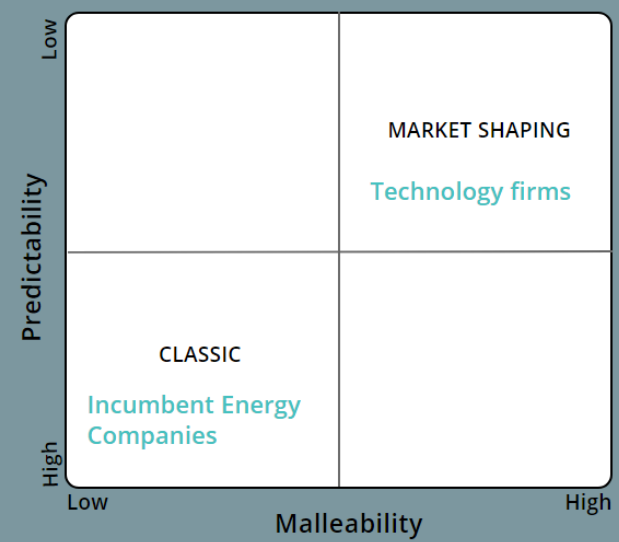 Low
MARKET SHAPING
Technology firms
Predictability
CLASSIC
Incumbent Energy
Companies
High
Low
High
Malleability